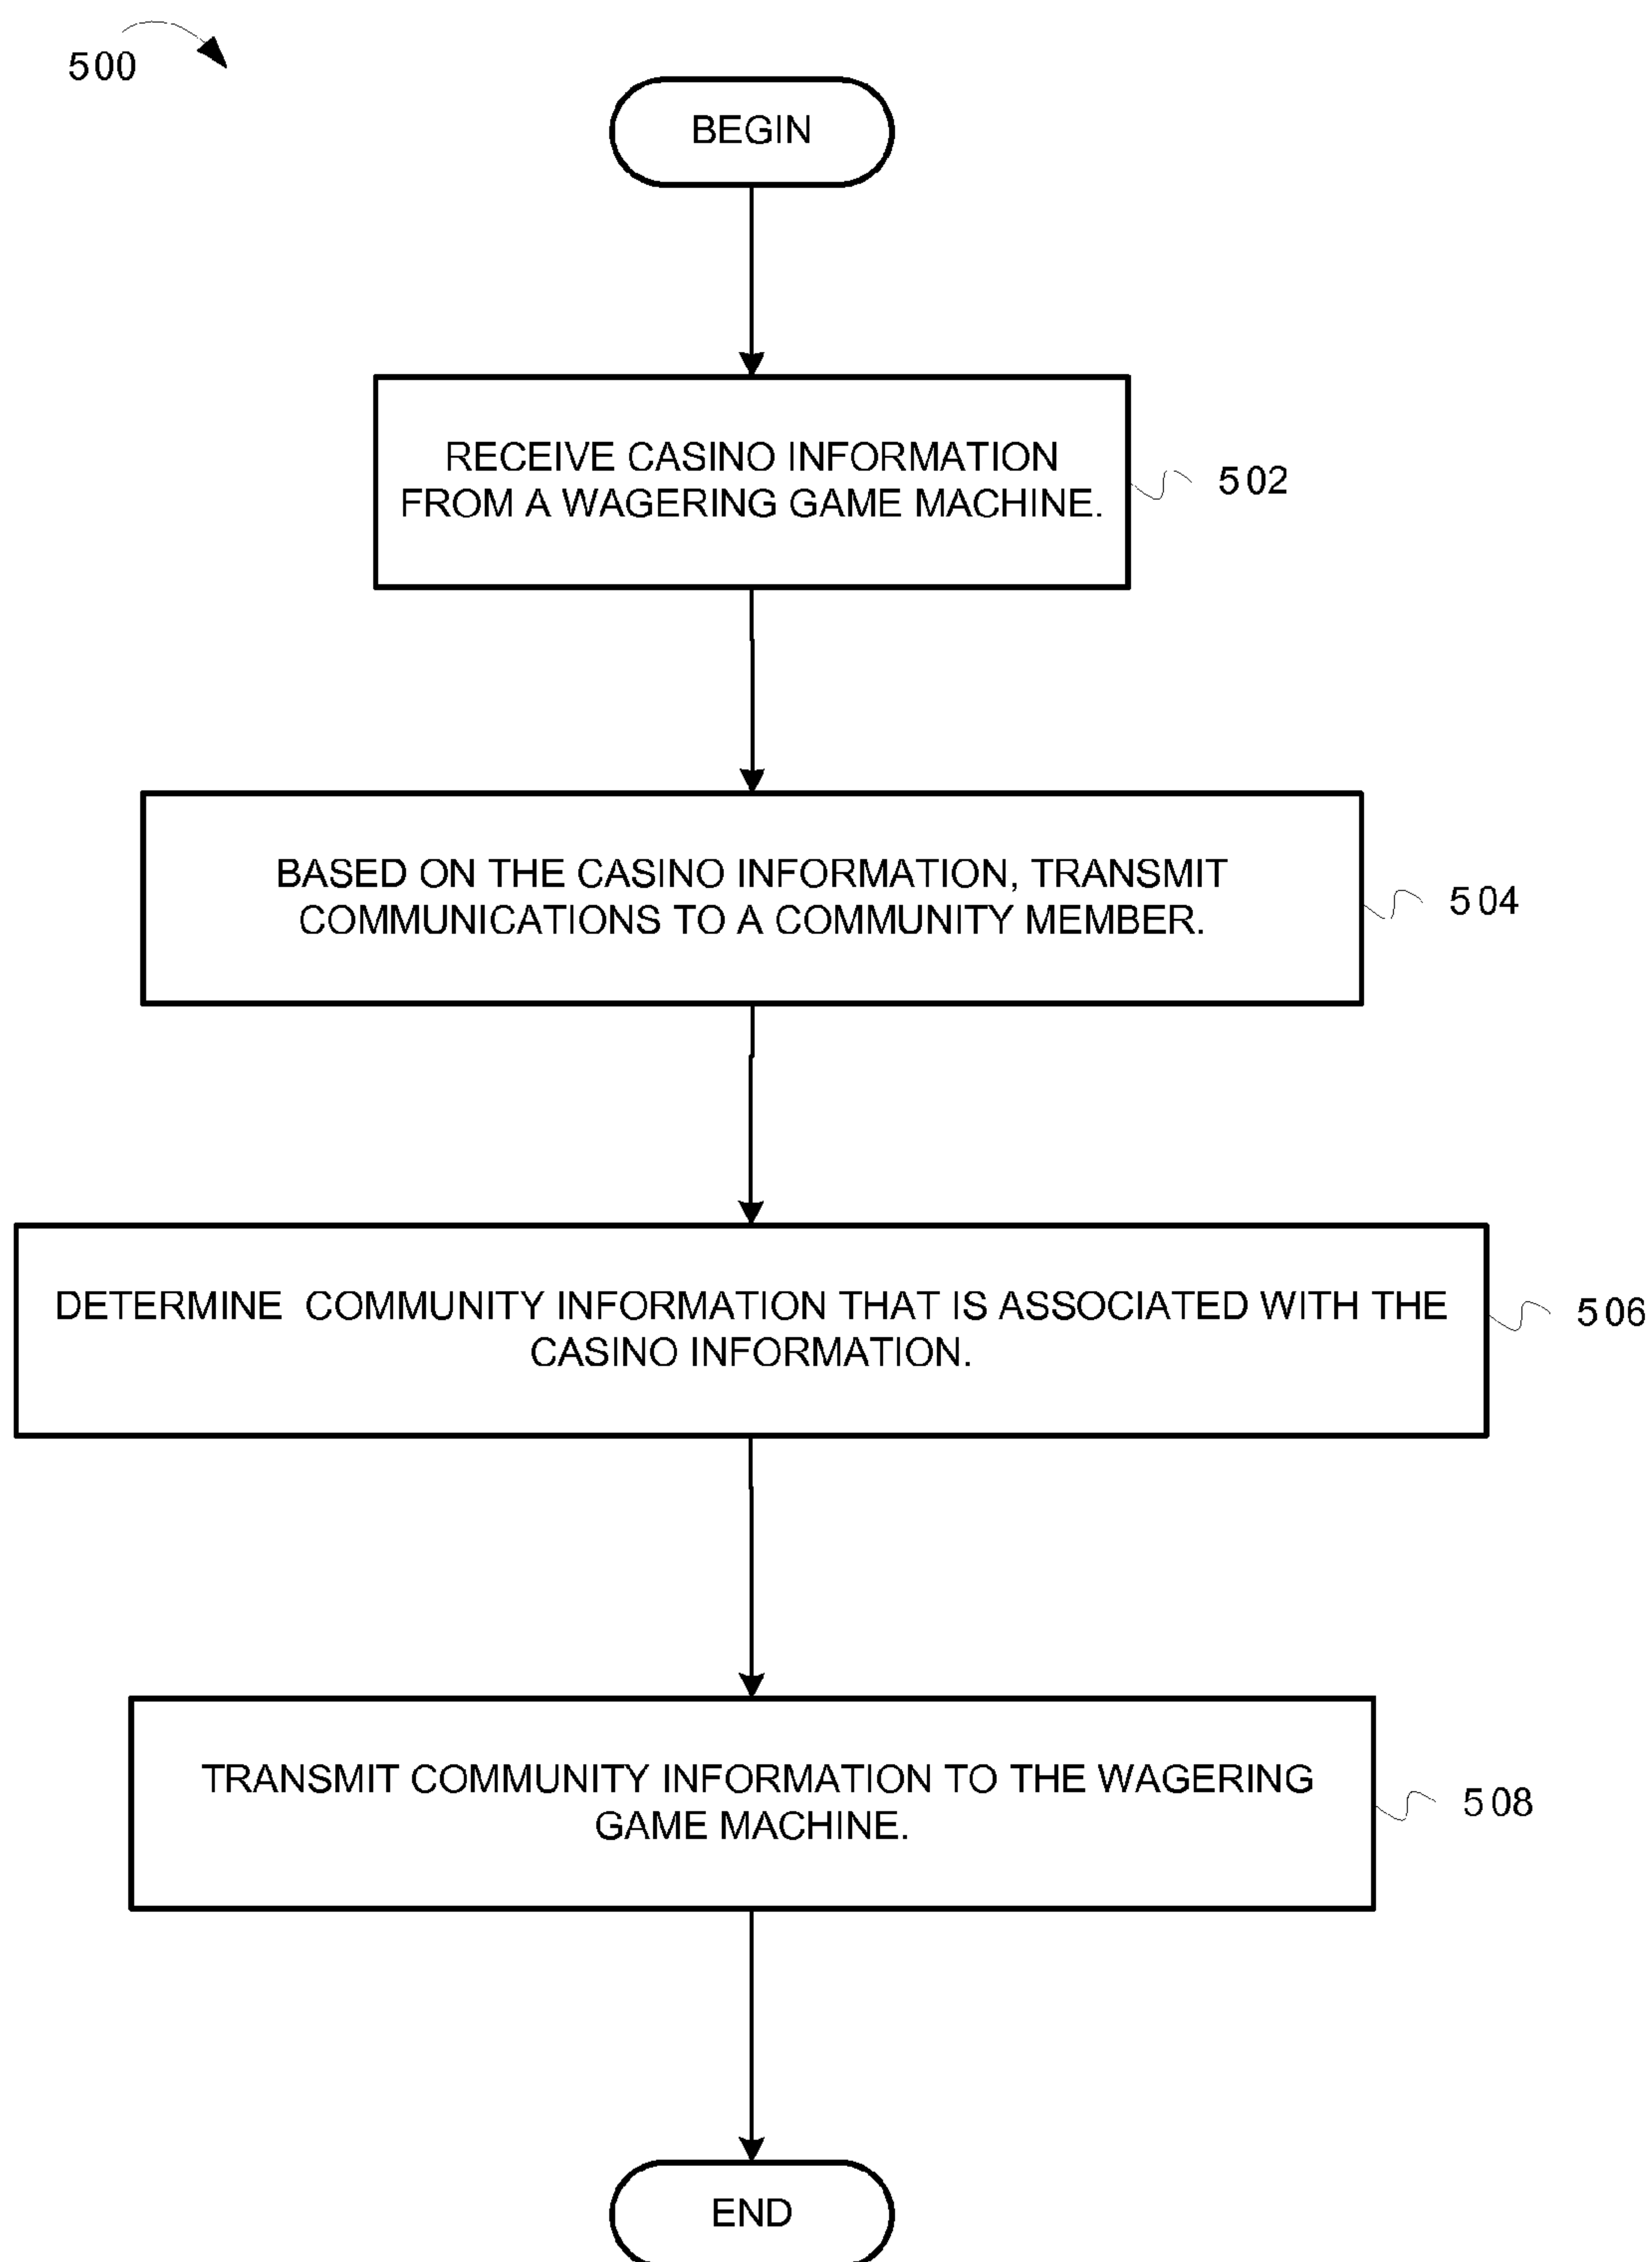 500
BEGIN
RECEIVE CASINO INFORMATION
FROM A WAGERING GAME MACHINE.
502
BASED ON THE CASINO INFORMATION, TRANSMIT
COMMUNICATIONS TO A COMMUNITY MEMBER.
504
DETERMINE COMMUNITY INFORMATION THAT IS ASSOCIATED WITH THE
CASINO INFORMATION.
506
TRANSMIT COMMUNITY INFORMATION TO THE WAGERING
GAME MACHINE.
508
END